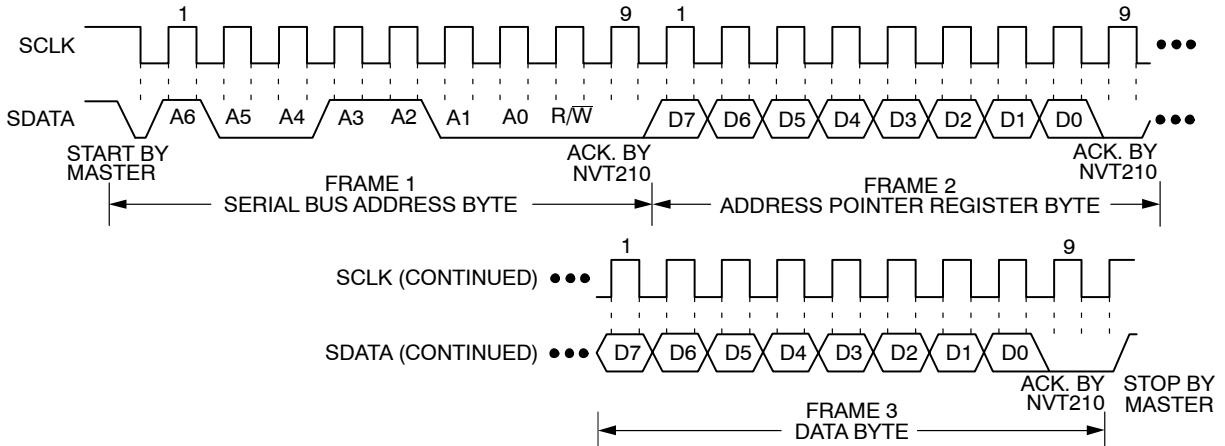 1 9 1 9
SCLK
SDATA A6 A5 A4 A3 A2 A1 A0 R/W̅ D7 D6 D5 D4 D3 D2 D1 D0
START BY MASTER
ACK. BY NVT210
ACK. BY NVT210
FRAME 1
SERIAL BUS ADDRESS BYTE
FRAME 2
ADDRESS POINTER REGISTER BYTE
1 9
SCLK (CONTINUED)
SDATA (CONTINUED) D7 D6 D5 D4 D3 D2 D1 D0
ACK. BY NVT210
STOP BY MASTER
FRAME 3
DATA BYTE